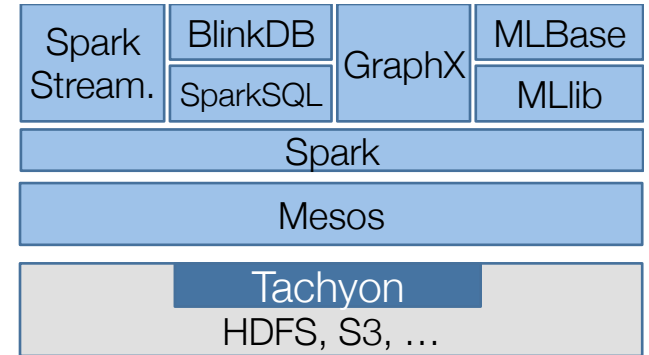 Spark
Stream.
BlinkDB
SparkSQL
GraphX
MLBase
MLlib
Spark
Mesos
Tachyon
HDFS, S3, ...